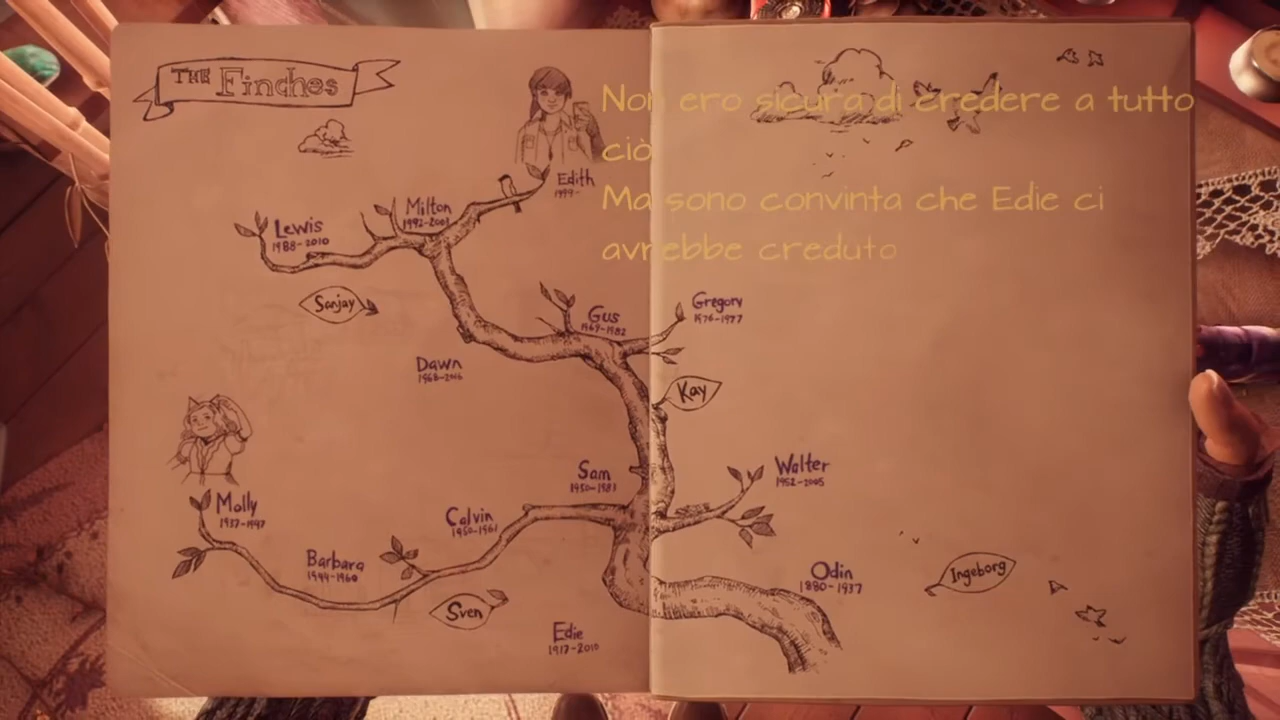 THE Finches
Non ero sicura di credere a tutto
ciò
Ma sono convinta che Edie ci
avrebbe creduto
Edith
1999-
Milton
1992-2003
Lewis
1988-2010
Sanjay
Gus
1969-1982
Gregory
1976-1977
Dawn
1968-2016
Kay
Sam
1950-1983
Walter
1952-2005
Molly
1937-1947
Calvin
1950-1961
Barbara
1944-1960
Sven
Odin
1880-1937
Ingeborg
Edie
1917-2010